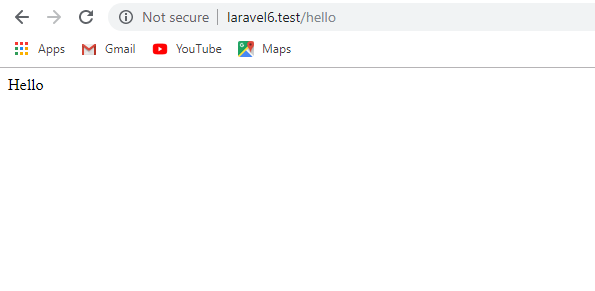 Not secure laravel6.test/hello
Apps Gmail YouTube Maps
Hello